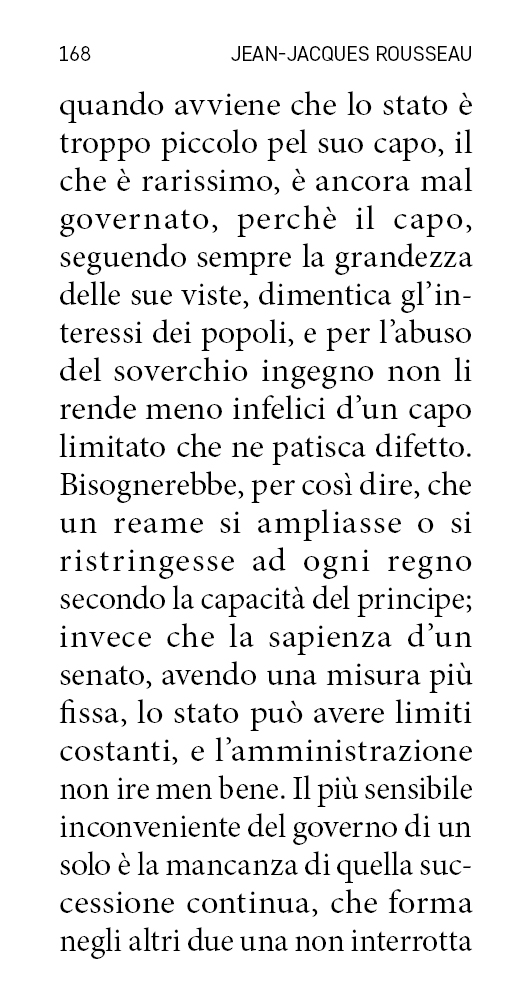 168 JEAN-JACQUES ROUSSEAU
quando avviene che lo stato è
troppo piccolo pel suo capo, il
che è rarissimo, è ancora mal
governato, perchè il capo,
seguendo sempre la grandezza
delle sue viste, dimentica gl’in-
teressi dei popoli, e per l’abuso
del soverchio ingegno non li
rende meno infelici d’un capo
limitato che ne patisca difetto.
Bisognerebbe, per così dire, che
un reame si ampliasse o si
ristringesse ad ogni regno
secondo la capacità del principe;
invece che la sapienza d’un
senato, avendo una misura più
fissa, lo stato può avere limiti
costanti, e l’amministrazione
non ire men bene. Il più sensibile
inconveniente del governo di un
solo è la mancanza di quella suc-
cessione continua, che forma
negli altri due una non interrotta